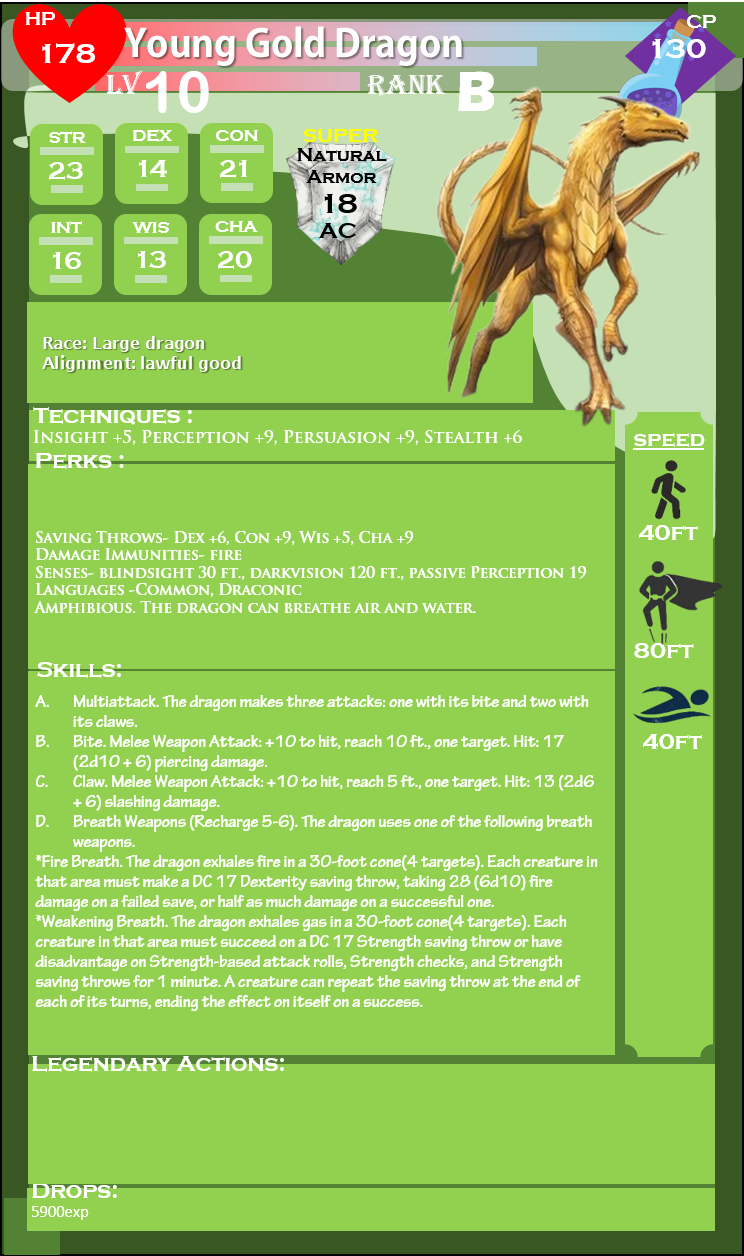 HP
178
Young Gold Dragon
CP
130
LV 10
RANK B
STR
23
DEX
14
CON
21
INT
16
WIS
13
CHA
20
SUPER
Natural
Armor
18
AC
Race: Large dragon
Alignment: lawful good
Techniques :
Insight +5, Perception +9, Persuasion +9, Stealth +6
Perks :
Saving Throws- Dex +6, Con +9, Wis +5, Cha +9
Damage Immunities- fire
Senses- blindsight 30 ft., darkvision 120 ft., passive Perception 19
Languages -Common, Draconic
Amphibious. The dragon can breathe air and water.
SPEED
40FT
80FT
40FT
Skills:
A. Multiattack. The dragon makes three attacks: one with its bite and two with
its claws.
B. Bite. Melee Weapon Attack: +10 to hit, reach 10 ft., one target. Hit: 17
(2d10 + 6) piercing damage.
C. Claw. Melee Weapon Attack: +10 to hit, reach 5 ft., one target. Hit: 13 (2d6
+ 6) slashing damage.
D. Breath Weapons (Recharge 5-6). The dragon uses one of the following breath
weapons.
*Fire Breath. The dragon exhales fire in a 30-foot cone(4 targets). Each creature in
that area must make a DC 17 Dexterity saving throw, taking 28 (6d10) fire
damage on a failed save, or half as much damage on a successful one.
*Weakening Breath. The dragon exhales gas in a 30-foot cone(4 targets). Each
creature in that area must succeed on a DC 17 Strength saving throw or have
disadvantage on Strength-based attack rolls, Strength checks, and Strength
saving throws for 1 minute. A creature can repeat the saving throw at the end of
each of its turns, ending the effect on itself on a success.
Legendary Actions:
Drops:
5900exp